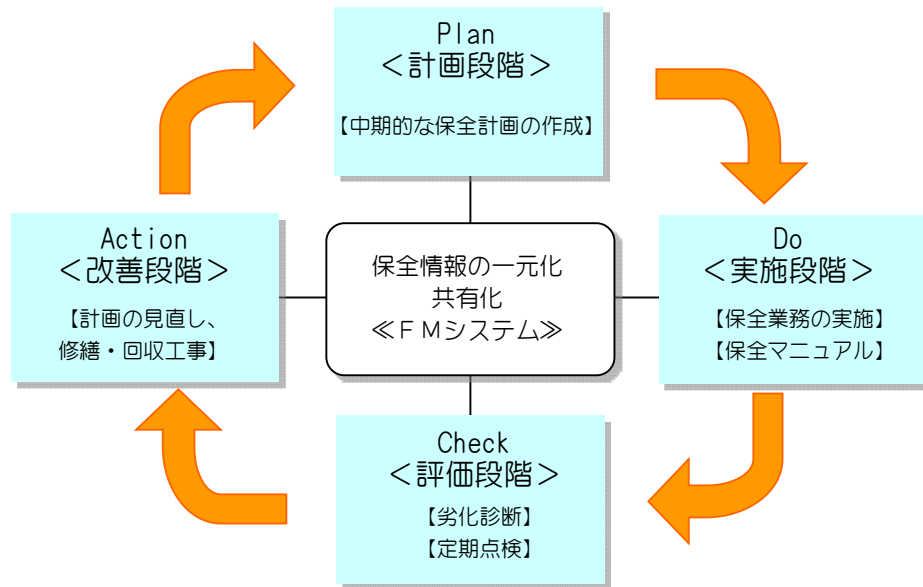 Plan
＜計画段階＞
【中期的な保全計画の作成】
Action
＜改善段階＞
【計画の見直し、
修繕・回収工事】
保全情報の一元化
共有化
≪ＦＭシステム≫
Do
＜実施段階＞
【保全業務の実施】
【保全マニュアル】
Check
＜評価段階＞
【劣化診断】
【定期点検】